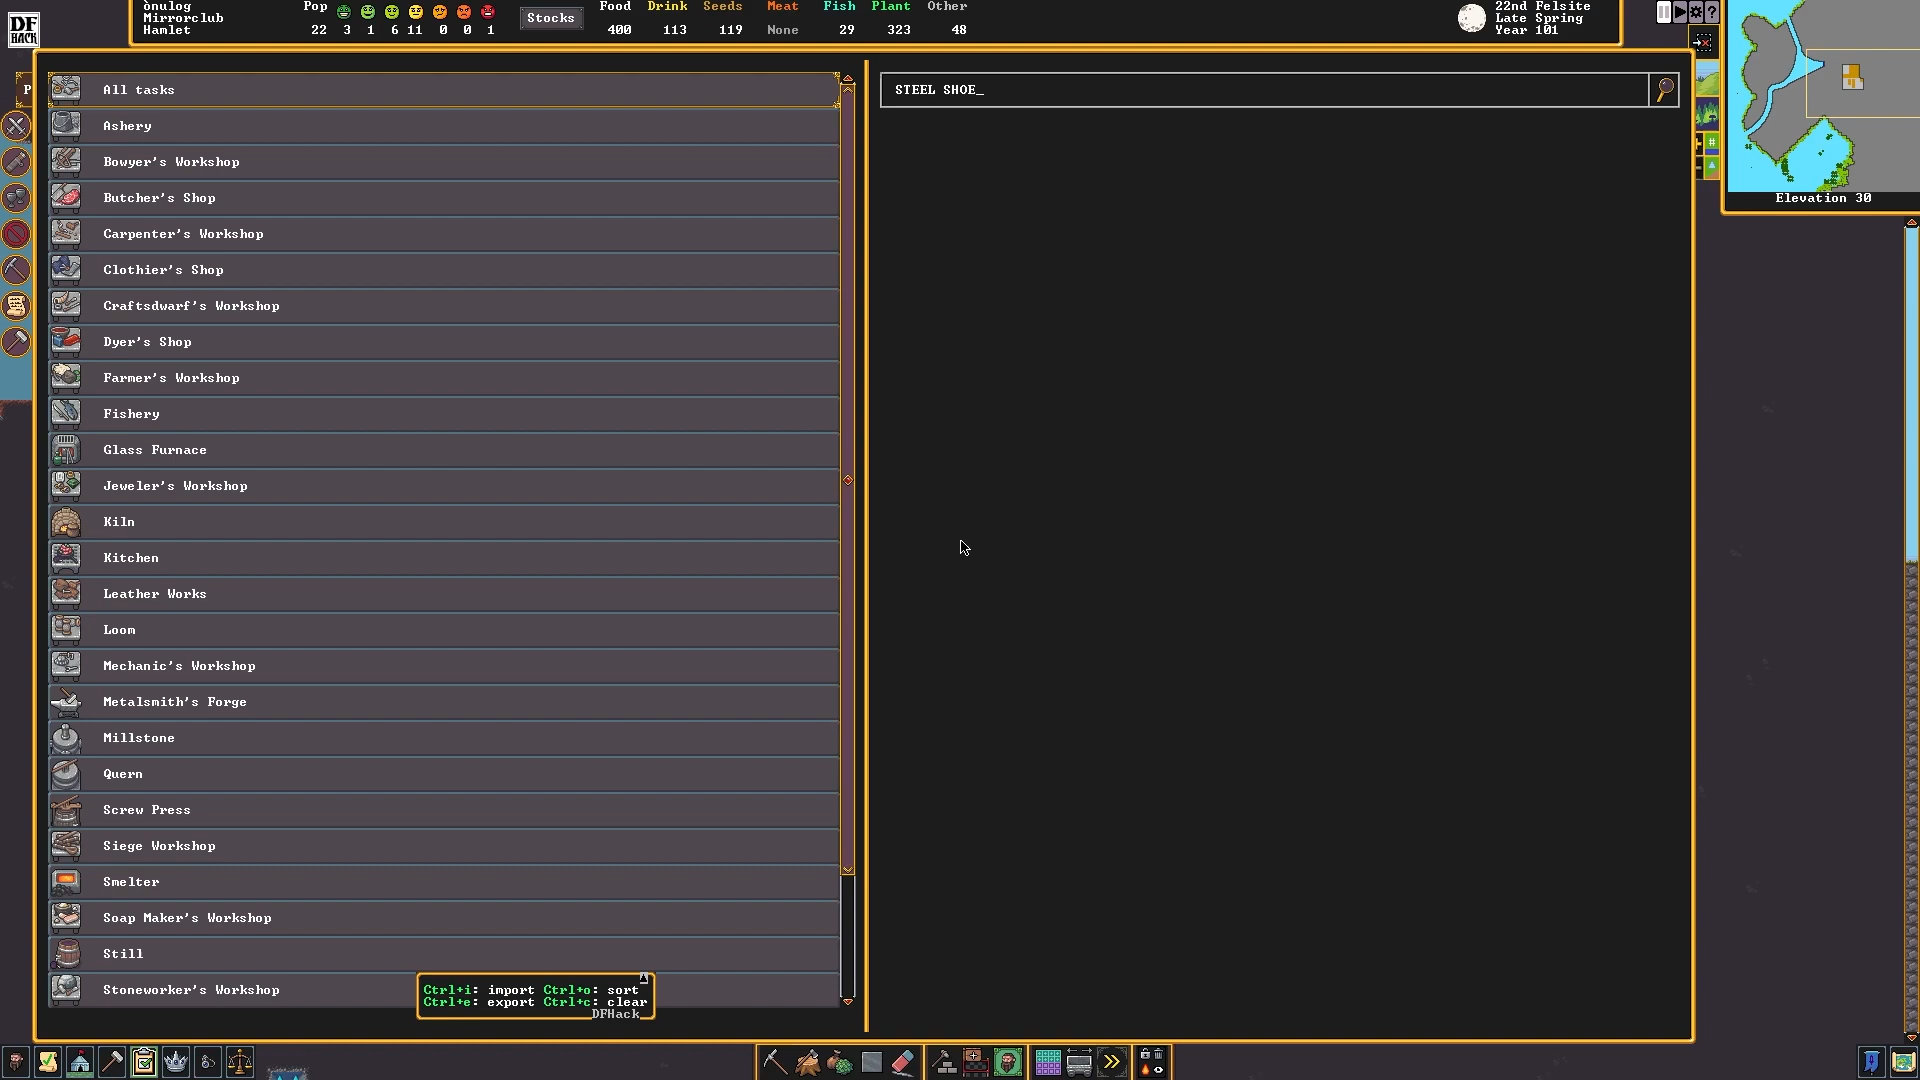 DF
HACK
Ònulog
Mirrorclub
Hamlet
Pop
22 3 1 6 11 0 0 1
Stocks
Food Drink Seeds Meat Fish Plant Other
400 113 119 None 29 323 48
22nd Felsite
Late Spring
Year 101
?
P
All tasks
Ashery
Bowyer's Workshop
Butcher's Shop
Carpenter's Workshop
Clothier's Shop
Craftsdwarf's Workshop
Dyer's Shop
Farmer's Workshop
Fishery
Glass Furnace
Jeweler's Workshop
Kiln
Kitchen
Leather Works
Loom
Mechanic's Workshop
Metalsmith's Forge
Millstone
Quern
Screw Press
Siege Workshop
Smelter
Soap Maker's Workshop
Still
Stoneworker's Workshop
STEEL SHOE_
Elevation 30
Ctrl+i: import Ctrl+o: sort
Ctrl+e: export Ctrl+c: clear
DFHack